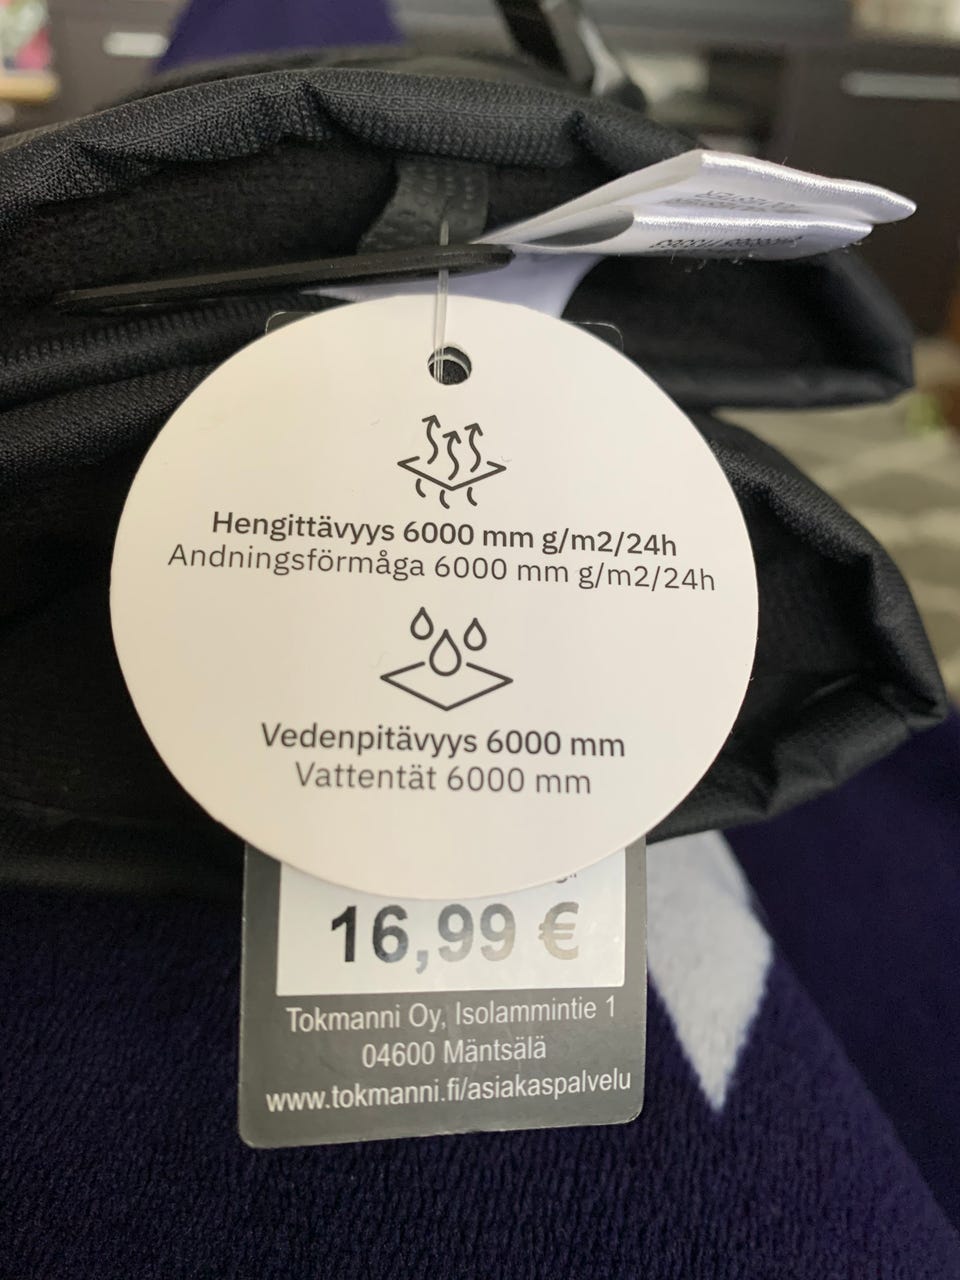 Hengittävyys 6000 mm g/m2/24h
Andningsförmåga 6000 mm g/m2/24h
Vedenpitävyys 6000 mm
Vattentät 6000 mm
16,99 €
Tokmanni Oy, Isolammintie 1
04600 Mäntsälä
www.tokmanni.fi/asiakaspalvelu